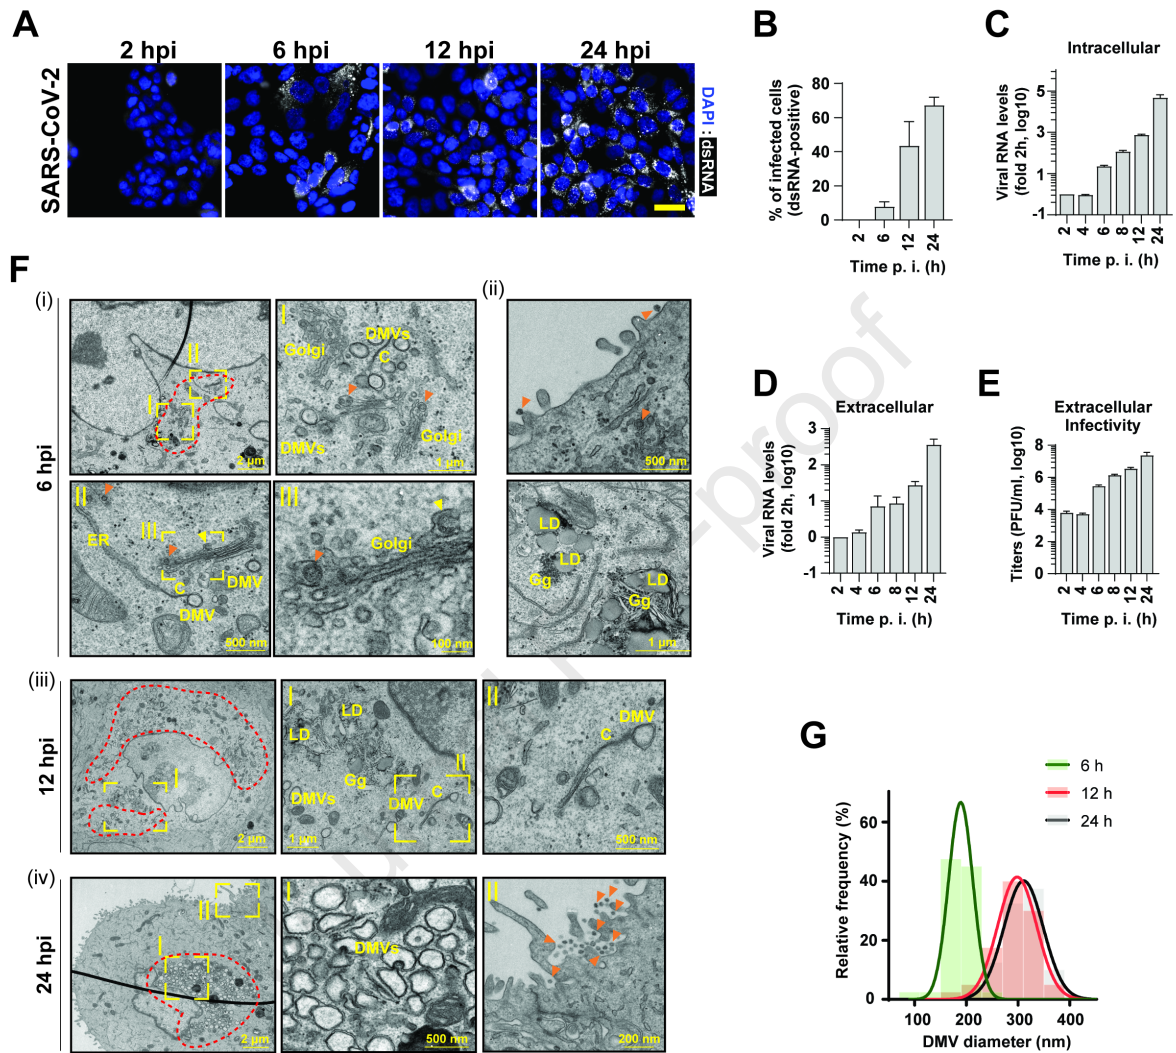 A
2 hpi
6 hpi
12 hpi
24 hpi
SARS-CoV-2
DAPI : dsRNA
B
% of infected cells
(dsRNA-positive)
80
60
40
20
0
2
6
12
24
Time p. i. (h)
C
Intracellular
Viral RNA levels
(fold 2h, log10)
5
3
1
-1
2
4
6
8
12
24
Time p. i. (h)
F
(i)
6 hpi
II
I
2 µm
I
DMVs
Golgi
C
DMVs
Golgi
1 µm
(ii)
500 nm
II
III
ER
C
DMV
DMV
500 nm
III
Golgi
100 nm
LD
LD
Gg
LD
Gg
1 µm
D
Extracellular
Viral RNA levels
(fold 2h, log10)
3
2
1
0
-1
2
4
6
8
12
24
Time p. i. (h)
E
Extracellular
Infectivity
Titers (PFU/ml, log10)
8
6
4
2
0
2
4
6
8
12
24
Time p. i. (h)
(iii)
12 hpi
I
2 µm
I
LD
LD
Gg
II
DMVs
DMV
C
1 µm
II
DMV
C
500 nm
(iv)
24 hpi
II
I
2 µm
I
DMVs
500 nm
II
200 nm
G
6 h
12 h
24 h
Relative frequency (%)
60
40
20
0
100
200
300
400
DMV diameter (nm)
-proof